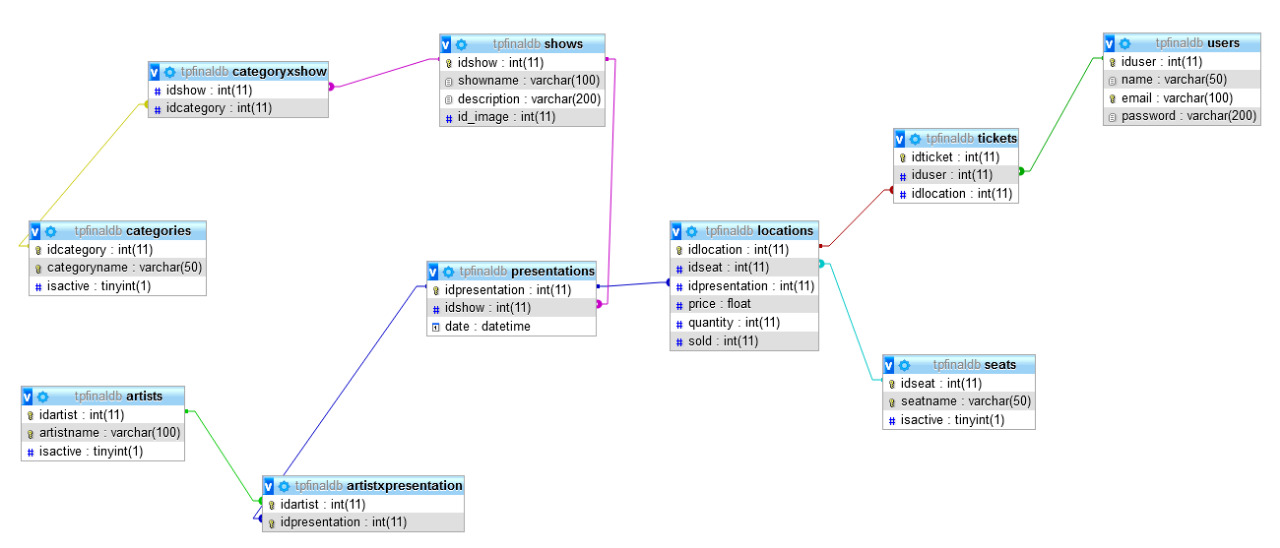 tpfinaldb shows
idshow : int(11)
showname : varchar(100)
description : varchar(200)
id_image : int(11)
tpfinaldb users
iduser : int(11)
name : varchar(50)
email : varchar(100)
password : varchar(200)
tpfinaldb categoryxshow
idshow : int(11)
idcategory : int(11)
tpfinaldb tickets
idticket : int(11)
iduser : int(11)
idlocation : int(11)
tpfinaldb categories
idcategory : int(11)
categoryname : varchar(50)
isactive : tinyint(1)
tpfinaldb locations
idlocation : int(11)
idseat : int(11)
idpresentation : int(11)
price : float
quantity : int(11)
sold : int(11)
tpfinaldb presentations
idpresentation : int(11)
idshow : int(11)
date : datetime
tpfinaldb seats
idseat : int(11)
seatname : varchar(50)
isactive : tinyint(1)
tpfinaldb artists
idartist : int(11)
artistname : varchar(100)
isactive : tinyint(1)
tpfinaldb artistxpresentation
idartist : int(11)
idpresentation : int(11)